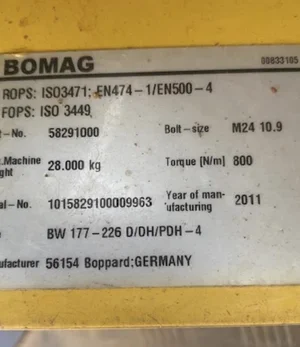 BOMAG
00833105
ROPS: ISO3471; EN474-1/EN500-4
FOPS: ISO 3449
-No. 58291000 Bolt-size M24 10.9
.Machine
ght 28.000 kg Torque [N/m] 800
al-No. 1015829100009963 Year of man-
ufacturing 2011
BW 177-226 D/DH/PDH-4
ufacturer 56154 Boppard;GERMANY